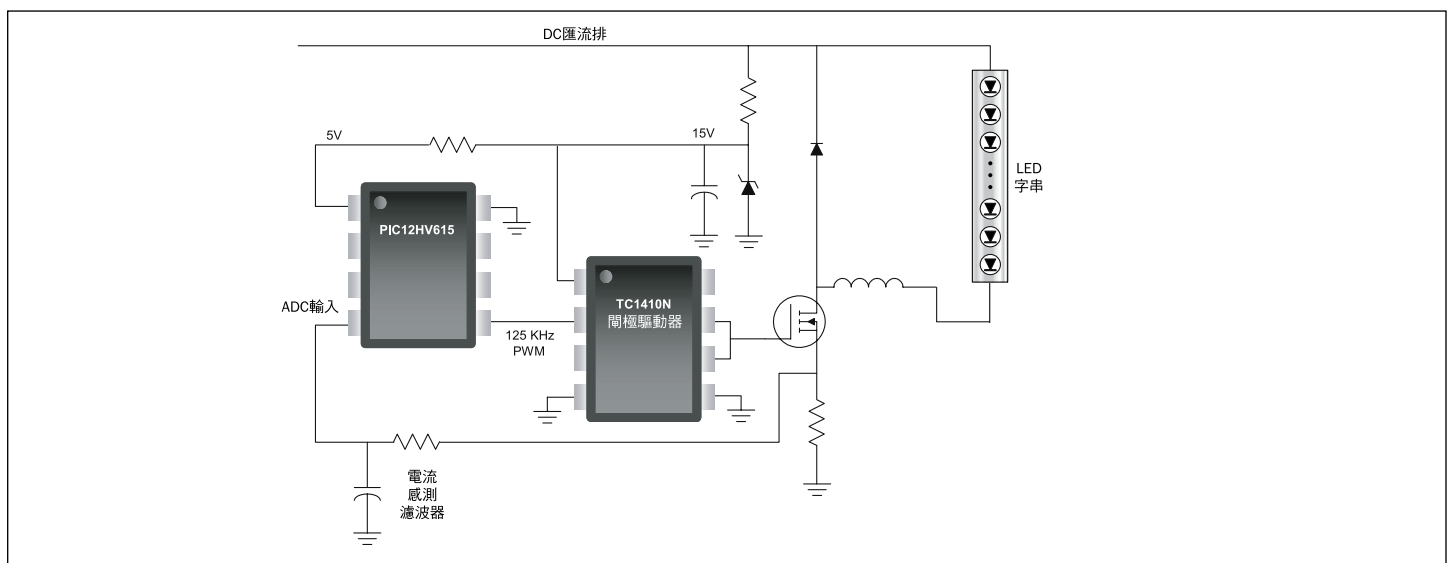 DC匯流排
5V
15V
PIC12HV615
LED
字串
ADC輸入
TC1410N
閘極驅動器
125 KHz
PWM
電流
感測
濾波器